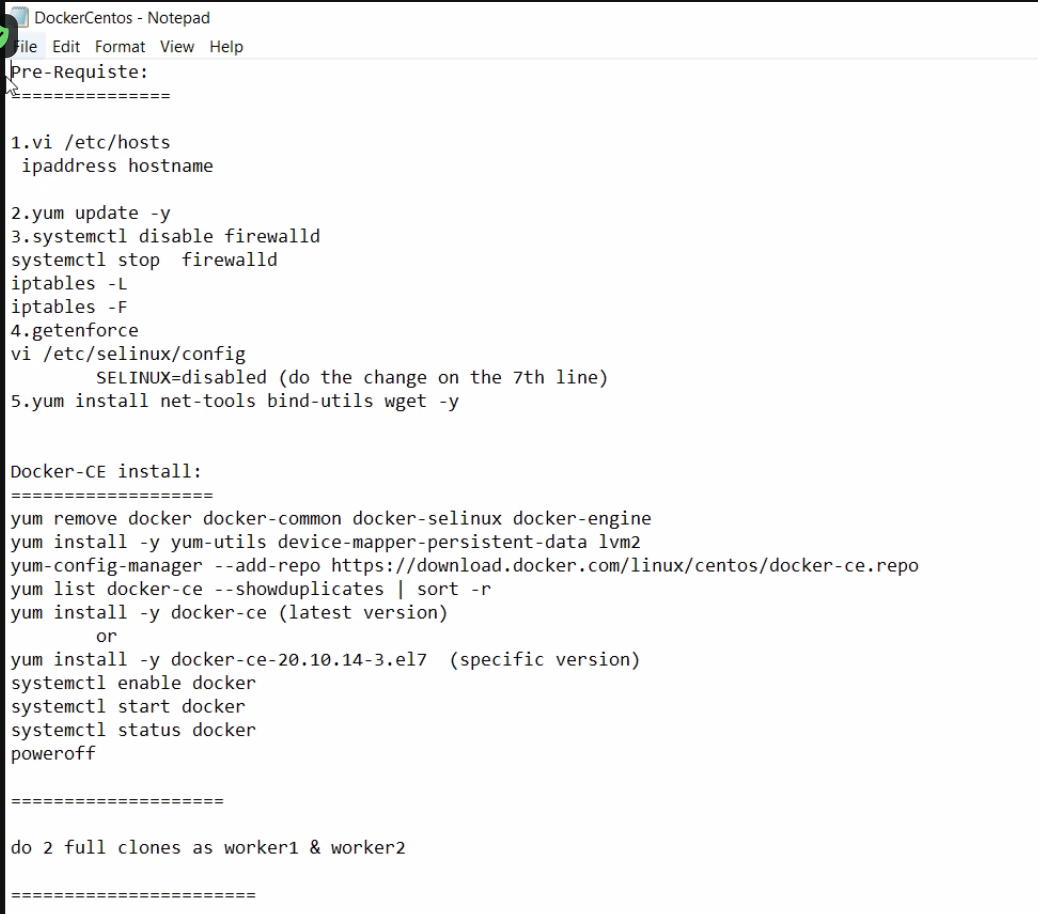 DockerCentos - Notepad
File Edit Format View Help
Pre-Requiste:
===============
1.vi /etc/hosts
ipaddress hostname
2.yum update -y
3.systemctl disable firewalld
systemctl stop  firewalld
iptables -L
iptables -F
4.getenforce
vi /etc/selinux/config
SELINUX=disabled (do the change on the 7th line)
5.yum install net-tools bind-utils wget -y
Docker-CE install:
===================
yum remove docker docker-common docker-selinux docker-engine
yum install -y yum-utils device-mapper-persistent-data lvm2
yum-config-manager --add-repo https://download.docker.com/linux/centos/docker-ce.repo
yum list docker-ce --showduplicates | sort -r
yum install -y docker-ce (latest version)
or
yum install -y docker-ce-20.10.14-3.el7  (specific version)
systemctl enable docker
systemctl start docker
systemctl status docker
poweroff
====================
do 2 full clones as worker1 & worker2
=======================